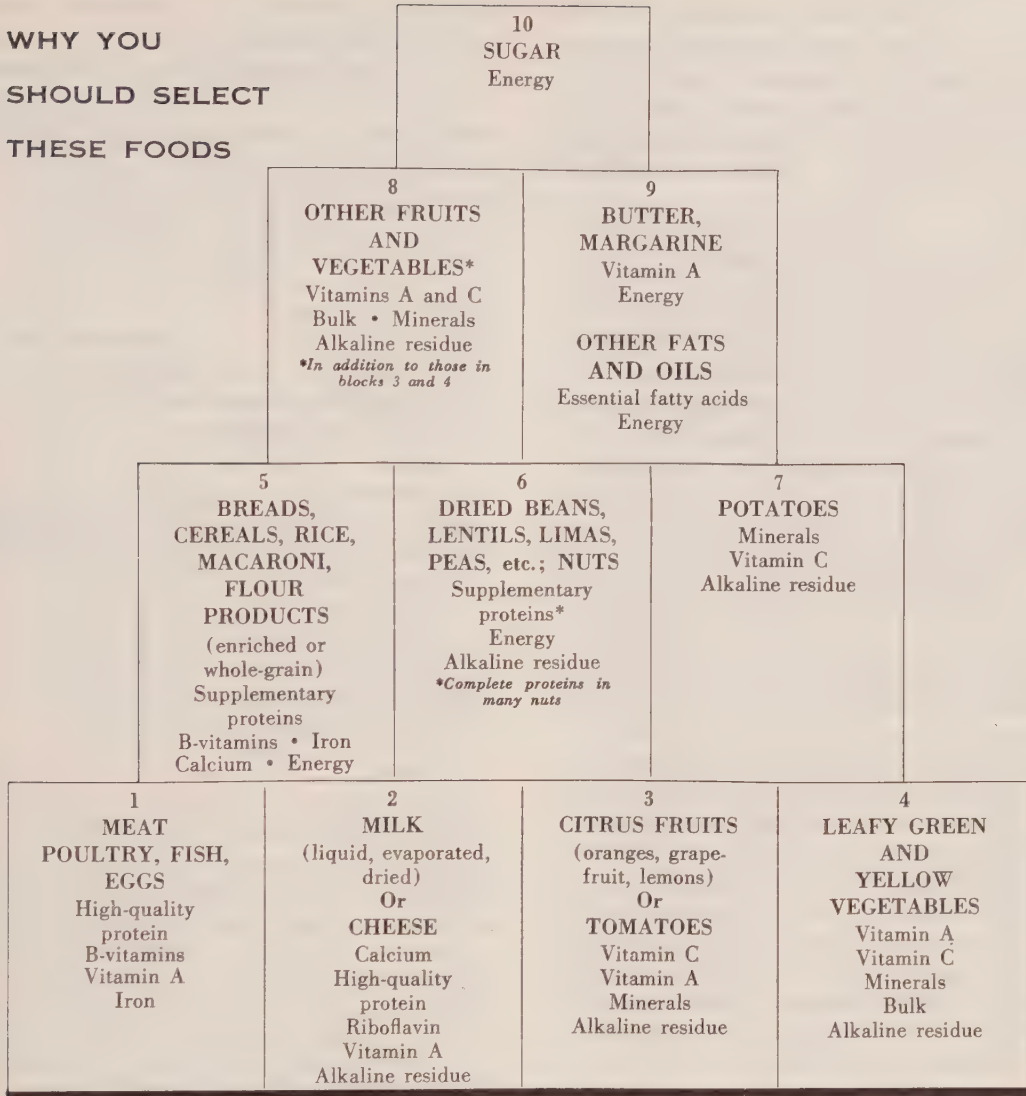 WHY YOU
SHOULD SELECT
THESE FOODS
10
SUGAR
Energy
8
OTHER FRUITS
AND
VEGETABLES*
Vitamins A and C
Bulk • Minerals
Alkaline residue
*In addition to those in
blocks 3 and 4
9
BUTTER,
MARGARINE
Vitamin A
Energy
OTHER FATS
AND OILS
Essential fatty acids
Energy
5
BREADS,
CEREALS, RICE,
MACARONI,
FLOUR
PRODUCTS
(enriched or
whole-grain)
Supplementary
proteins
B-vitamins • Iron
Calcium • Energy
6
DRIED BEANS,
LENTILS, LIMAS,
PEAS, etc.; NUTS
Supplementary
proteins*
Energy
Alkaline residue
*Complete proteins in
many nuts
7
POTATOES
Minerals
Vitamin C
Alkaline residue
1
MEAT
POULTRY, FISH,
EGGS
High-quality
protein
B-vitamins
Vitamin A
Iron
2
MILK
(liquid, evaporated,
dried)
Or
CHEESE
Calcium
High-quality
protein
Riboflavin
Vitamin A
Alkaline residue
3
CITRUS FRUITS
(oranges, grape-
fruit, lemons)
Or
TOMATOES
Vitamin C
Vitamin A
Minerals
Alkaline residue
4
LEAFY GREEN
AND
YELLOW
VEGETABLES
Vitamin A
Vitamin C
Minerals
Bulk
Alkaline residue